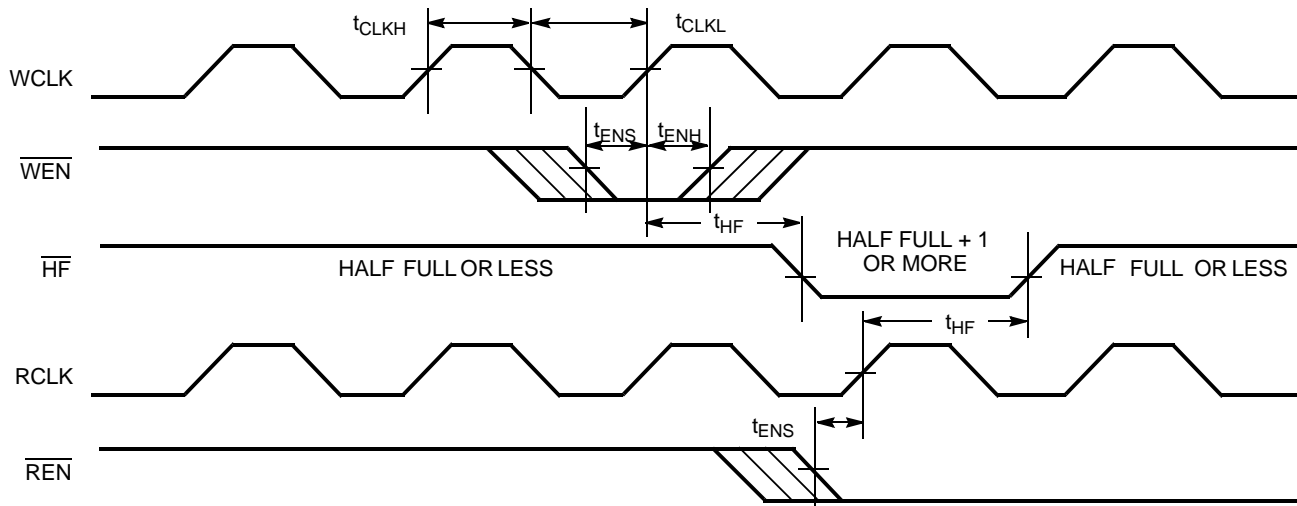 tCLKH
tCLKL
WCLK
tENS
tENH
WEN
tHF
HF
HALF FULL OR LESS
HALF FULL + 1
OR MORE
HALF FULL OR LESS
tHF
RCLK
tENS
REN